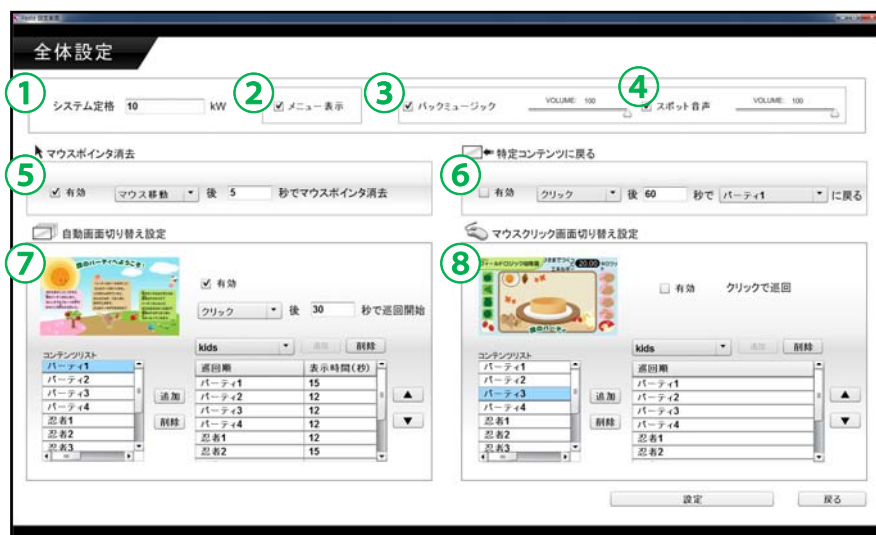 全体設定
① システム定格 10 kW ② メニュー表示 ③ バックミュージック VOLUME: 100 ④ スポット音声 VOLUME: 100
マウスポインタ消去
⑤ 有効 マウス移動 後 5 秒でマウスポインタ消去
特定コンテンツに戻る
⑥ 有効 クリック 後 60 秒で パーティ1 に戻る
自動画面切り替え設定
⑦
有効
クリック 後 30 秒で巡回開始
kids 追加 削除
コンテンツリスト
パーティ1
パーティ2
パーティ3
パーティ4
忍者1
忍者2
忍者3
追加
削除
巡回順 表示時間(秒)
パーティ1 15
パーティ2 12
パーティ3 12
パーティ4 12
忍者1 12
忍者2 15
▲
▼
マウスクリック画面切り替え設定
⑧
20.00
有効 クリックで巡回
kids 追加 削除
コンテンツリスト
パーティ1
パーティ2
パーティ3
パーティ4
忍者1
忍者2
忍者3
追加
削除
巡回順
パーティ1
パーティ2
パーティ3
パーティ4
忍者1
忍者2
▲
▼
設定 戻る